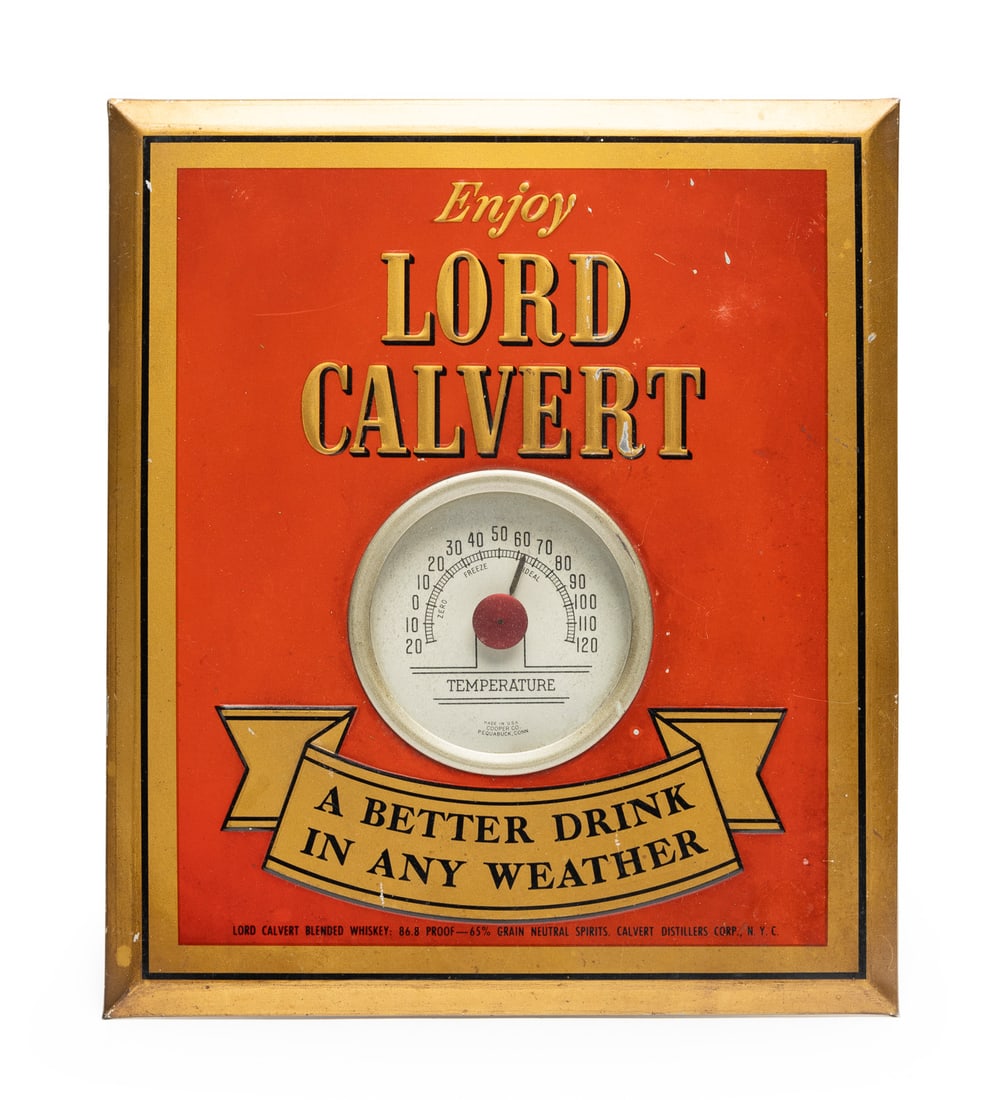 Enjoy
LORD
CALVERT
50
40 60
30 70
20 80
10 90
0 100
10 110
20 120
ZERO FREEZE IDEAL
TEMPERATURE
MADE IN U.S.A.
COOPER CO.
PEQUABUCK, CONN
A BETTER DRINK
IN ANY WEATHER
LORD CALVERT BLENDED WHISKEY: 86.8 PROOF—65% GRAIN NEUTRAL SPIRITS. CALVERT DISTILLERS CORP., N.Y.C.